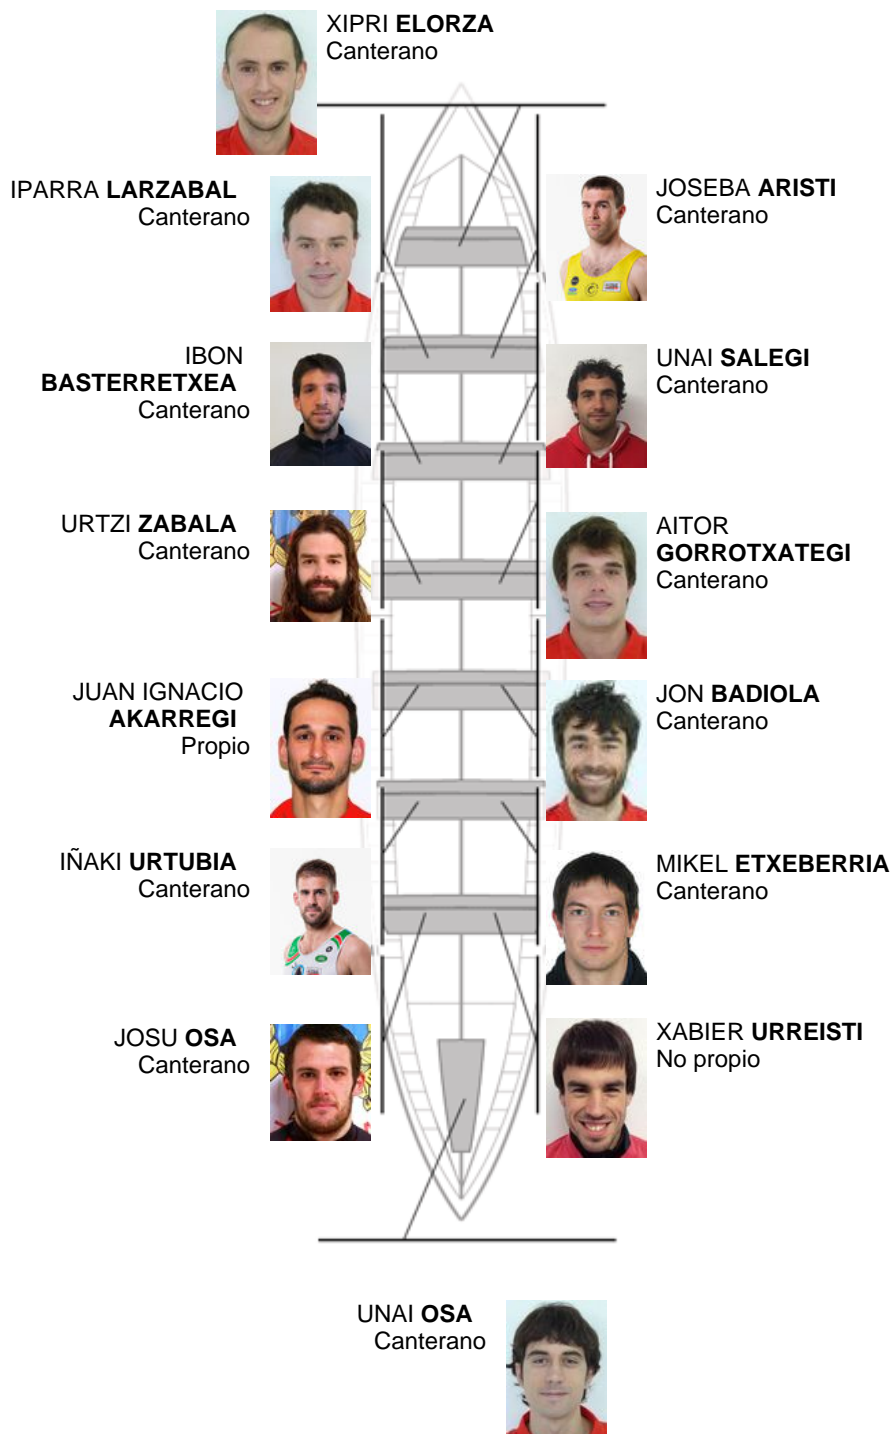 XIPRI ELORZA
Canterano
IPARRA LARZABAL
Canterano
JOSEBA ARISTI
Canterano
IBON
BASTERRETXEA
Canterano
UNAI SALEGI
Canterano
URTZI ZABALA
Canterano
AITOR
GORROTXATEGI
Canterano
JUAN IGNACIO
AKARREGI
Propio
JON BADIOLA
Canterano
IÑAKI URTUBIA
Canterano
MIKEL ETXEBERRIA
Canterano
JOSU OSA
Canterano
XABIER URREISTI
No propio
UNAI OSA
Canterano